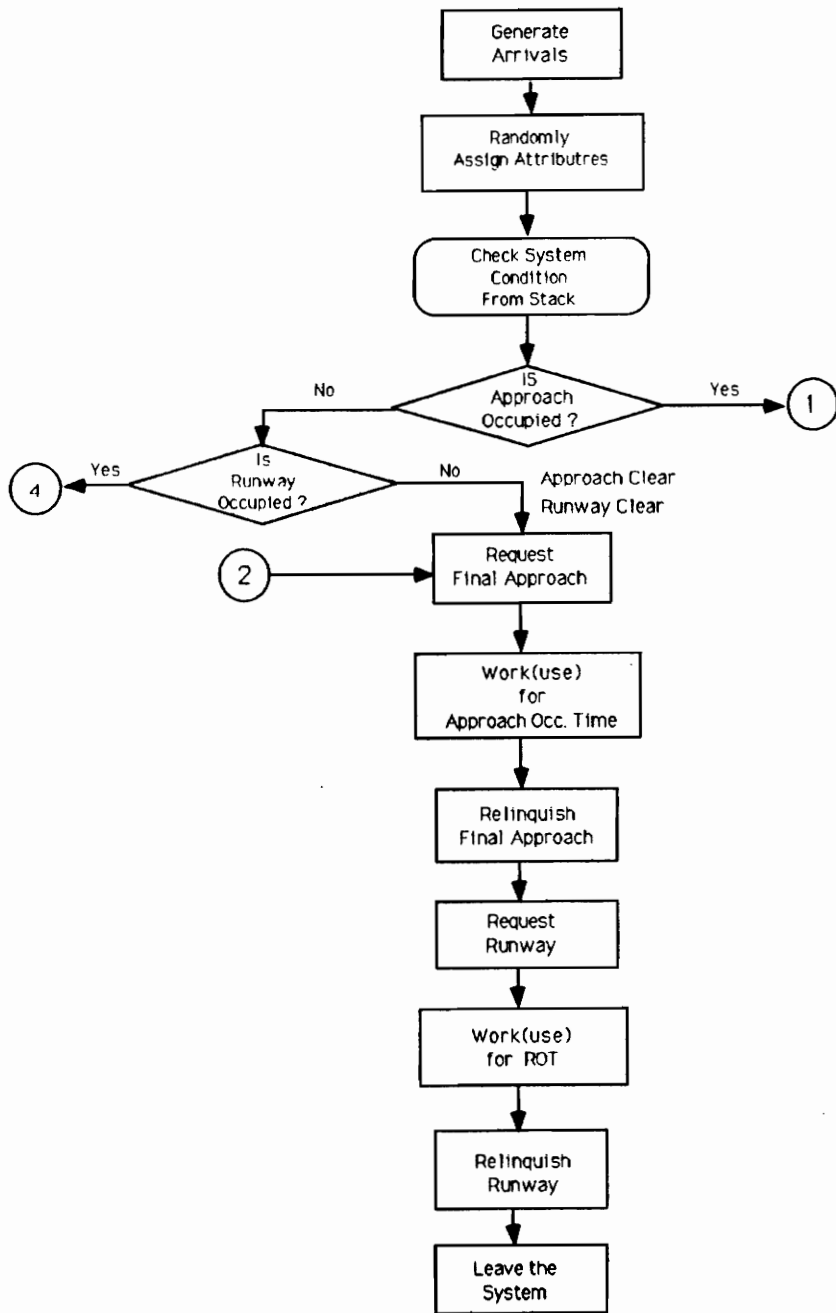 Generate
Arrivals
Randomly
Assign Attributres
Check System
Condition
From Stack
IS
Approach
Occupied ?
No
Yes
1
Is
Runway
Occupied ?
Yes
4
No
Approach Clear
Runway Clear
Request
Final Approach
2
Work(use)
for
Approach Occ. Time
Relinquish
Final Approach
Request
Runway
Work(use)
for ROT
Relinquish
Runway
Leave the
System